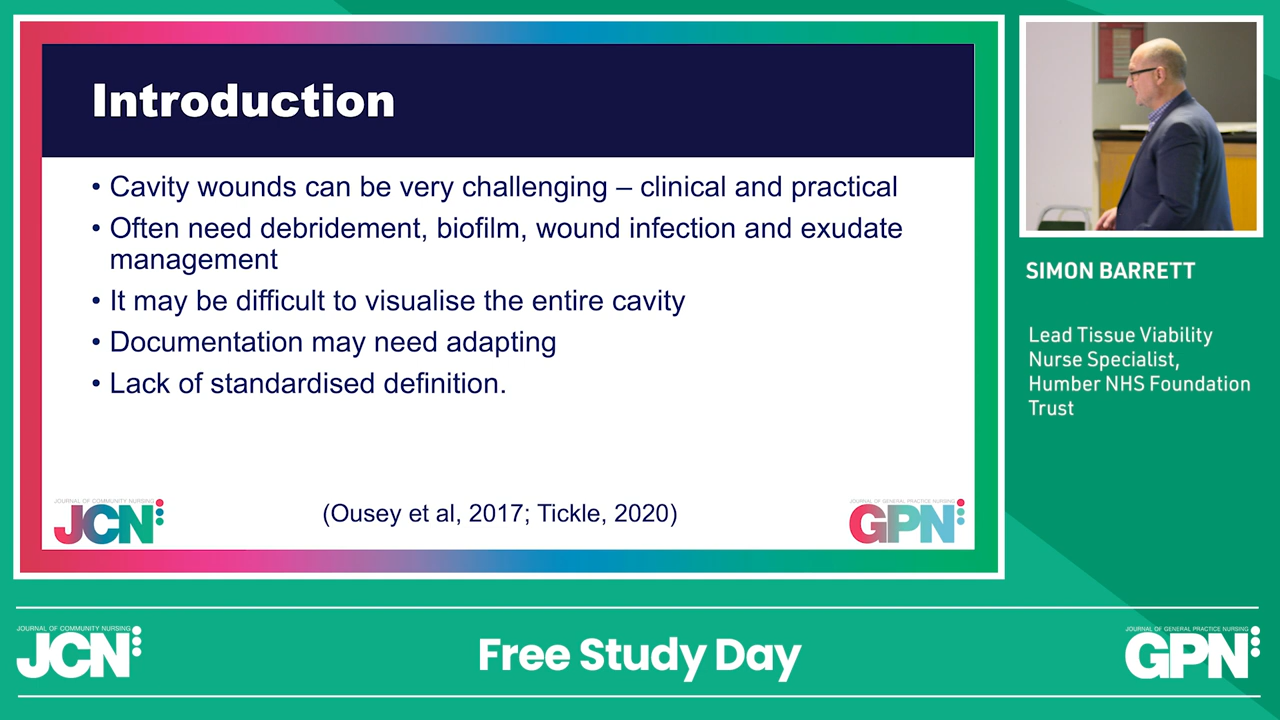 Introduction
• Cavity wounds can be very challenging – clinical and practical
• Often need debridement, biofilm, wound infection and exudate
management
• It may be difficult to visualise the entire cavity
• Documentation may need adapting
• Lack of standardised definition.
JOURNAL OF COMMUNITY NURSING
JCN
(Ousey et al, 2017; Tickle, 2020)
JOURNAL OF GENERAL PRACTICE NURSING
GPN
SIMON BARRETT
Lead Tissue Viability
Nurse Specialist,
Humber NHS Foundation
Trust
JOURNAL OF COMMUNITY NURSING
JCN
Free Study Day
JOURNAL OF GENERAL PRACTICE NURSING
GPN